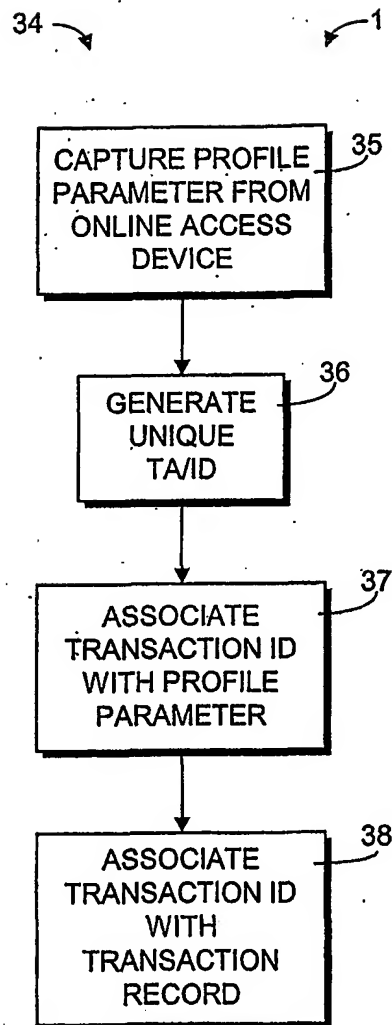 34
1
35
CAPTURE PROFILE
PARAMETER FROM
ONLINE ACCESS
DEVICE
36
GENERATE
UNIQUE
TA/ID
37
ASSOCIATE
TRANSACTION ID
WITH PROFILE
PARAMETER
38
ASSOCIATE
TRANSACTION ID
WITH
TRANSACTION
RECORD